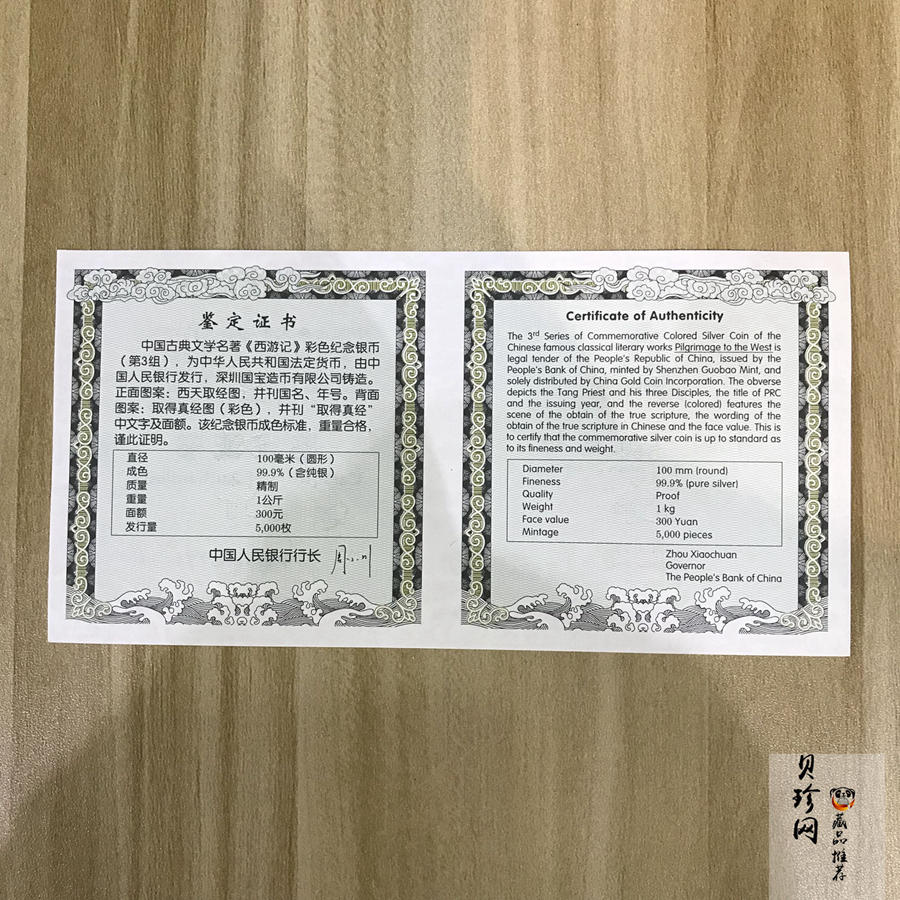 鉴定证书
中国古典文学名著《西游记》彩色纪念银币
（第3组），为中华人民共和国法定货币，由中
国人民银行发行，深圳国宝造币有限公司铸造。
正面图案：西天取经图，并刊国名、年号。背面
图案：取得真经图（彩色），并刊“取得真经”
中文字及面额。该纪念银币成色标准，重量合格，
谨此证明。
直径 100毫米（圆形）
成色 99.9%（含纯银）
质量 精制
重量 1公斤
面额 300元
发行量 5,000枚
中国人民银行行长
Certificate of Authenticity
The 3rd Series of Commemorative Colored Silver Coin of the
Chinese famous classical literary works Pilgrimage to the West is
legal tender of the People's Republic of China, issued by the
People's Bank of China, minted by Shenzhen Guobao Mint, and
solely distributed by China Gold Coin Incorporation. The obverse
depicts the Tang Priest and his three Disciples, the title of PRC
and the issuing year, and the reverse (colored) features the
scene of the obtain of the true scripture, the wording of the
obtain of the true scripture in Chinese and the face value. This is
to certify that the commemorative silver coin is up to standard as
to its fineness and weight.
Diameter 100 mm (round)
Fineness 99.9% (pure silver)
Quality Proof
Weight 1 kg
Face value 300 Yuan
Mintage 5,000 pieces
Zhou Xiaochuan
Governor
The People's Bank of China
贝珍网
藏品推荐